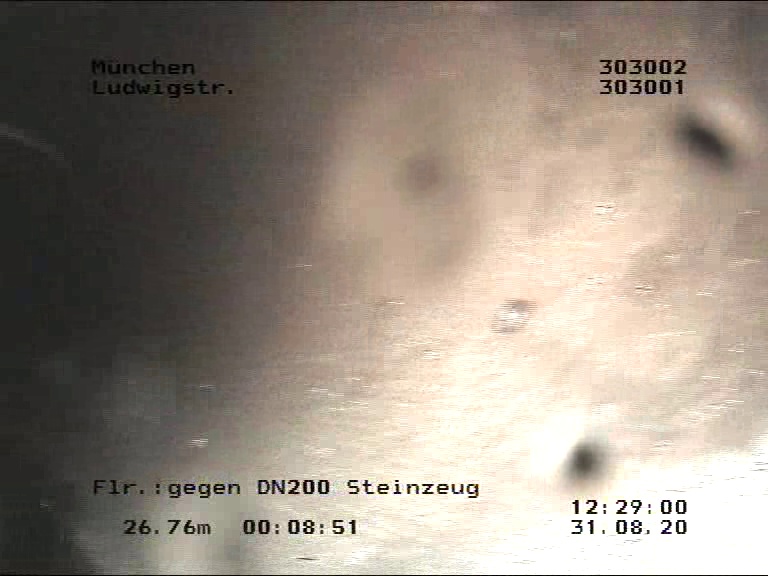 München
Ludwigstr.
303002
303001
Flr.:gegen DN200 Steinzeug
26.76m 00:08:51
12:29:00
31.08.20